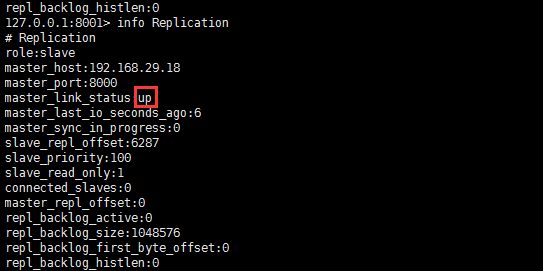 repl_backlog_histlen:0
127.0.0.1:8001> info Replication
# Replication
role:slave
master_host:192.168.29.18
master_port:8000
master_link_status:up
master_last_io_seconds_ago:6
master_sync_in_progress:0
slave_repl_offset:6287
slave_priority:100
slave_read_only:1
connected_slaves:0
master_repl_offset:0
repl_backlog_active:0
repl_backlog_size:1048576
repl_backlog_first_byte_offset:0
repl_backlog_histlen:0